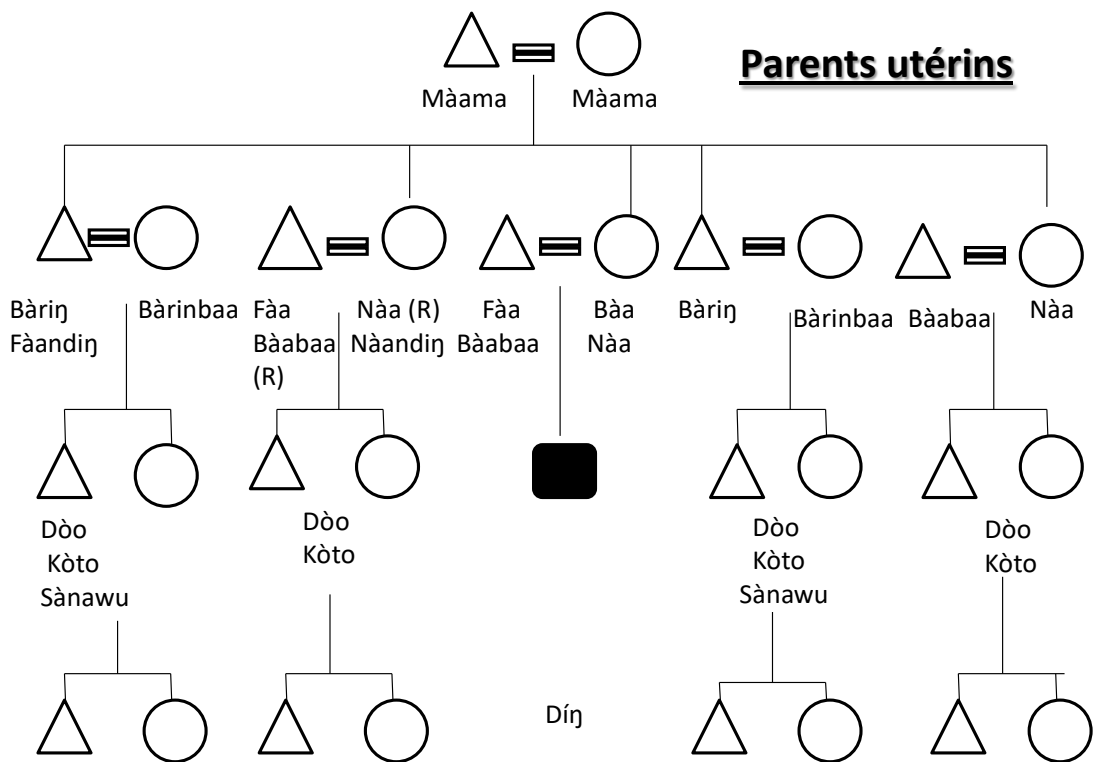 Parents utérins
Màama
Màama
Bàriŋ
Fàandiŋ
Bàrinbaa
Fàa
Bàabaa
(R)
Nàa (R)
Nàandiŋ
Fàa
Bàabaa
Bàa
Nàa
Bàriŋ
Bàrinbaa
Bàabaa
Nàa
Dòo
Kòto
Sànawu
Dòo
Kòto
Dòo
Kòto
Sànawu
Dòo
Kòto
Díŋ